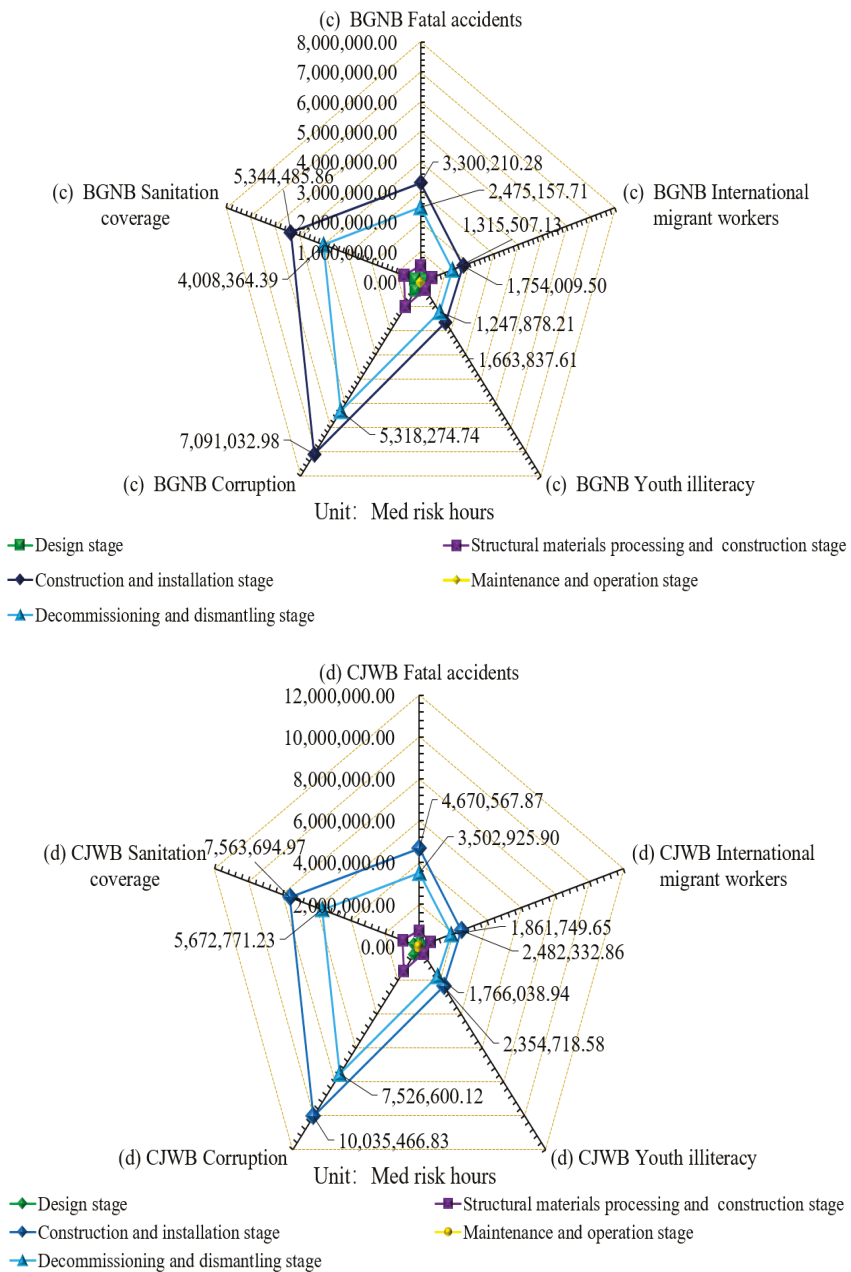 (c) BGNB Fatal accidents
8,000,000.00
7,000,000.00
6,000,000.00
5,000,000.00
4,000,000.00
3,000,000.00
2,000,000.00
1,000,000.00
0.00
3,300,210.28
2,475,157.71
1,315,507.13
1,754,009.50
1,247,878.21
1,663,837.61
5,318,274.74
7,091,032.98
4,008,364.39
5,344,485.86
(c) BGNB Sanitation
coverage
(c) BGNB International
migrant workers
(c) BGNB Corruption
(c) BGNB Youth illiteracy
Unit: Med risk hours
Design stage
Structural materials processing and construction stage
Construction and installation stage
Maintenance and operation stage
Decommissioning and dismantling stage
(d) CJWB Fatal accidents
12,000,000.00
10,000,000.00
8,000,000.00
6,000,000.00
4,000,000.00
2,000,000.00
0.00
4,670,567.87
3,502,925.90
1,861,749.65
2,482,332.86
1,766,038.94
2,354,718.58
7,526,600.12
10,035,466.83
5,672,771.23
7,563,694.97
(d) CJWB Sanitation
coverage
(d) CJWB International
migrant workers
(d) CJWB Corruption
(d) CJWB Youth illiteracy
Unit: Med risk hours
Design stage
Structural materials processing and construction stage
Construction and installation stage
Maintenance and operation stage
Decommissioning and dismantling stage